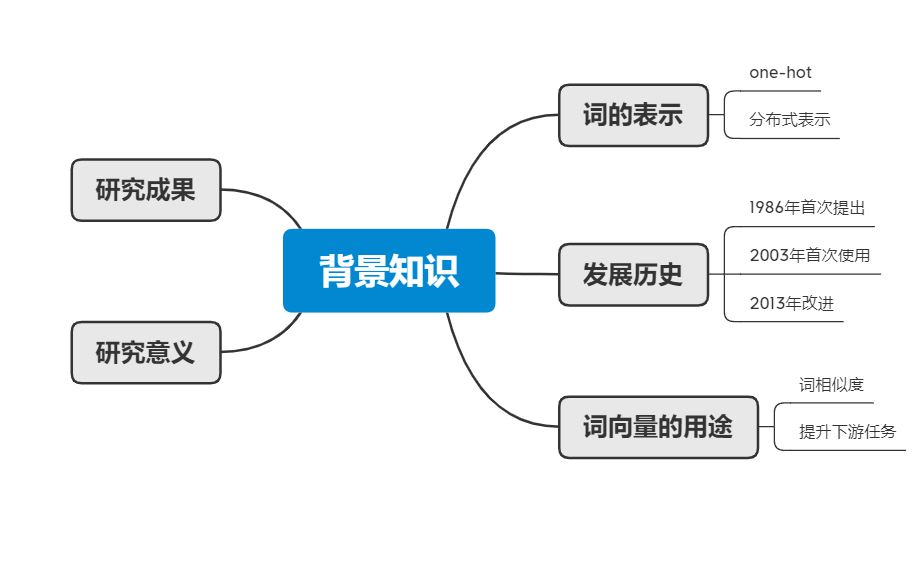 背景知识
词的表示
one-hot
分布式表示
发展历史
1986年首次提出
2003年首次使用
2013年改进
词向量的用途
词相似度
提升下游任务
研究成果
研究意义